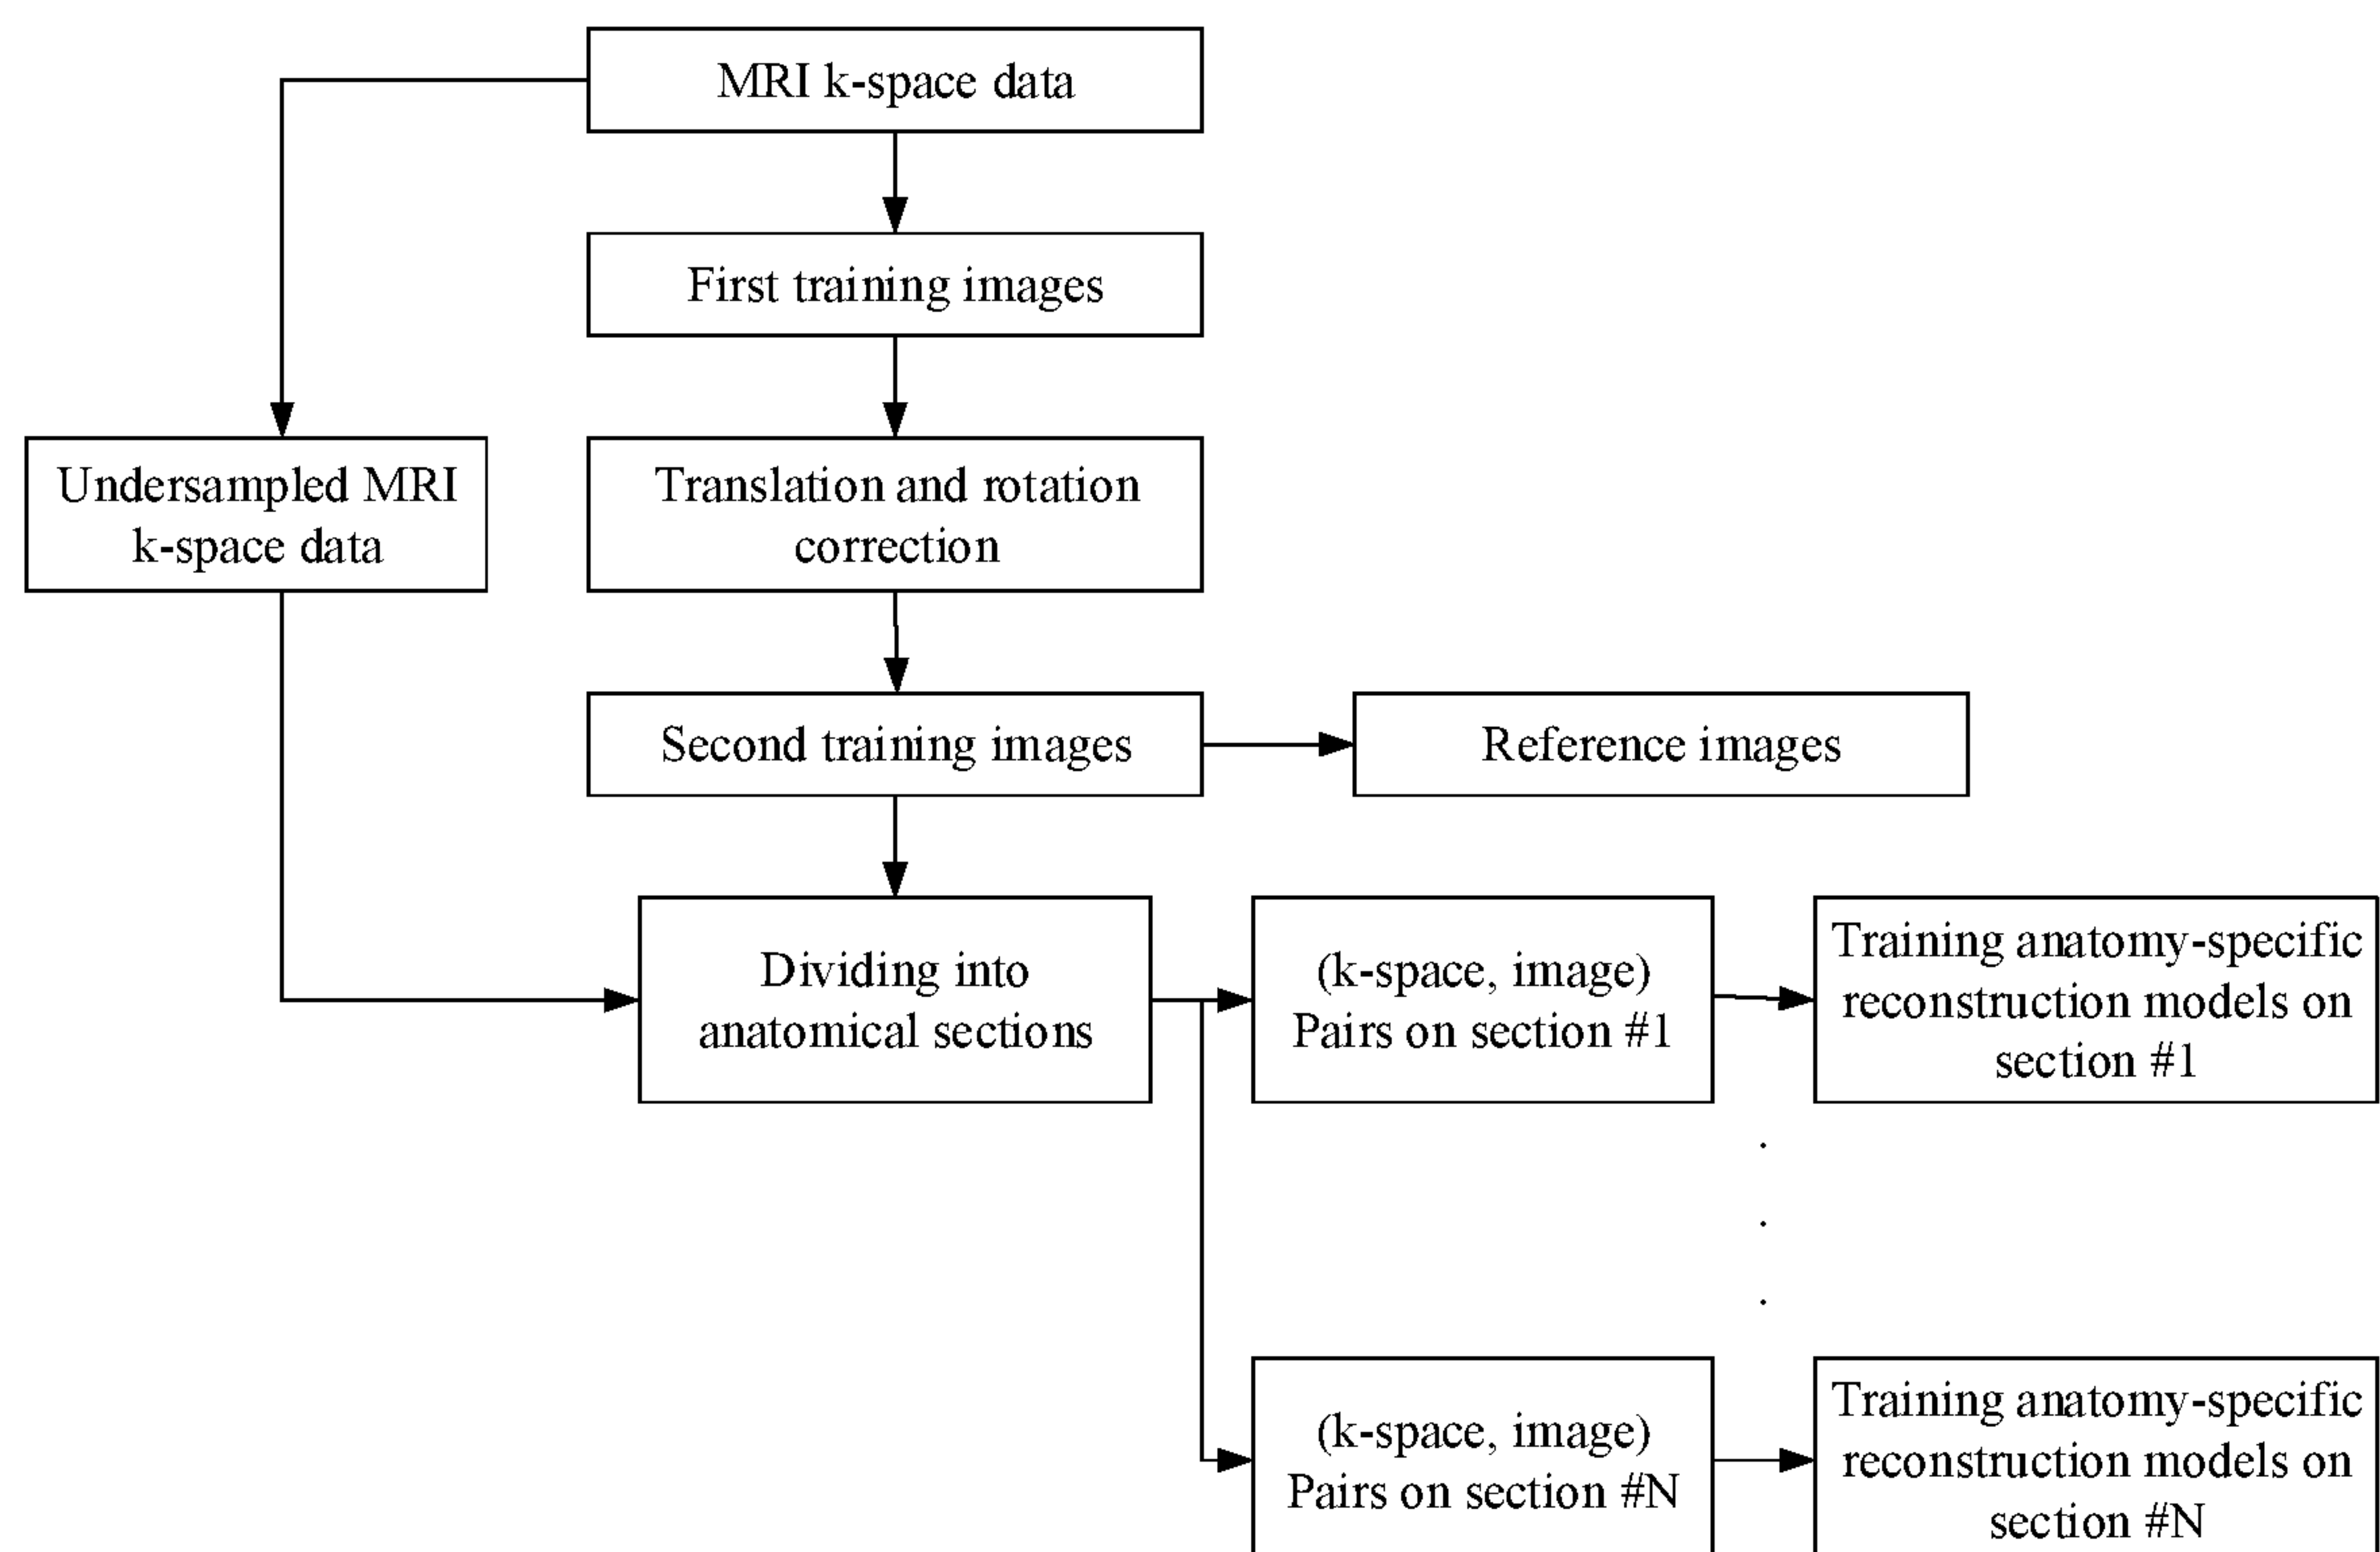 MRI k-space data
First training images
Undersampled MRI
k-space data
Translation and rotation
correction
Second training images
Reference images
Dividing into
anatomical sections
(k-space, image)
Pairs on section #1
Training anatomy-specific
reconstruction models on
section #1
(k-space, image)
Pairs on section #N
Training anatomy-specific
reconstruction models on
section #N